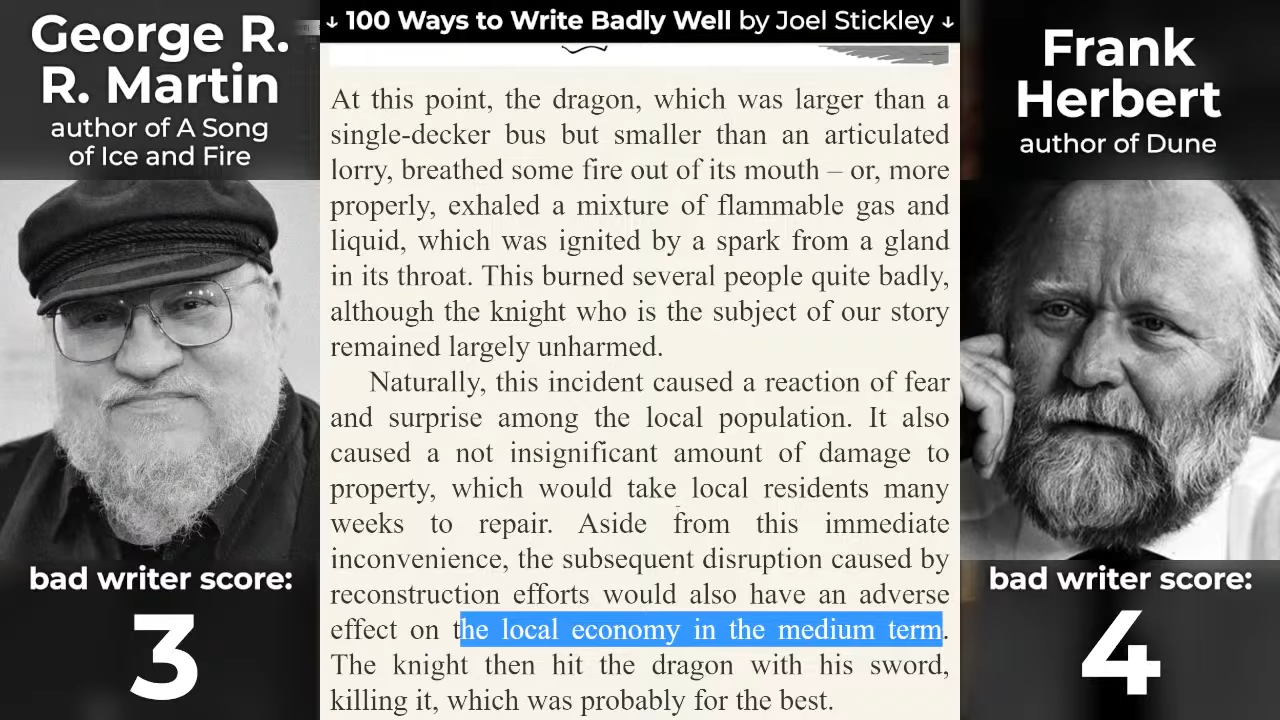 George R.
R. Martin
author of A Song
of Ice and Fire
bad writer score:
3
↓ 100 Ways to Write Badly Well by Joel Stickley ↓
At this point, the dragon, which was larger than a
single-decker bus but smaller than an articulated
lorry, breathed some fire out of its mouth – or, more
properly, exhaled a mixture of flammable gas and
liquid, which was ignited by a spark from a gland
in its throat. This burned several people quite badly,
although the knight who is the subject of our story
remained largely unharmed.
Naturally, this incident caused a reaction of fear
and surprise among the local population. It also
caused a not insignificant amount of damage to
property, which would take local residents many
weeks to repair. Aside from this immediate
inconvenience, the subsequent disruption caused by
reconstruction efforts would also have an adverse
effect on the local economy in the medium term.
The knight then hit the dragon with his sword,
killing it, which was probably for the best.
Frank
Herbert
author of Dune
bad writer score:
4